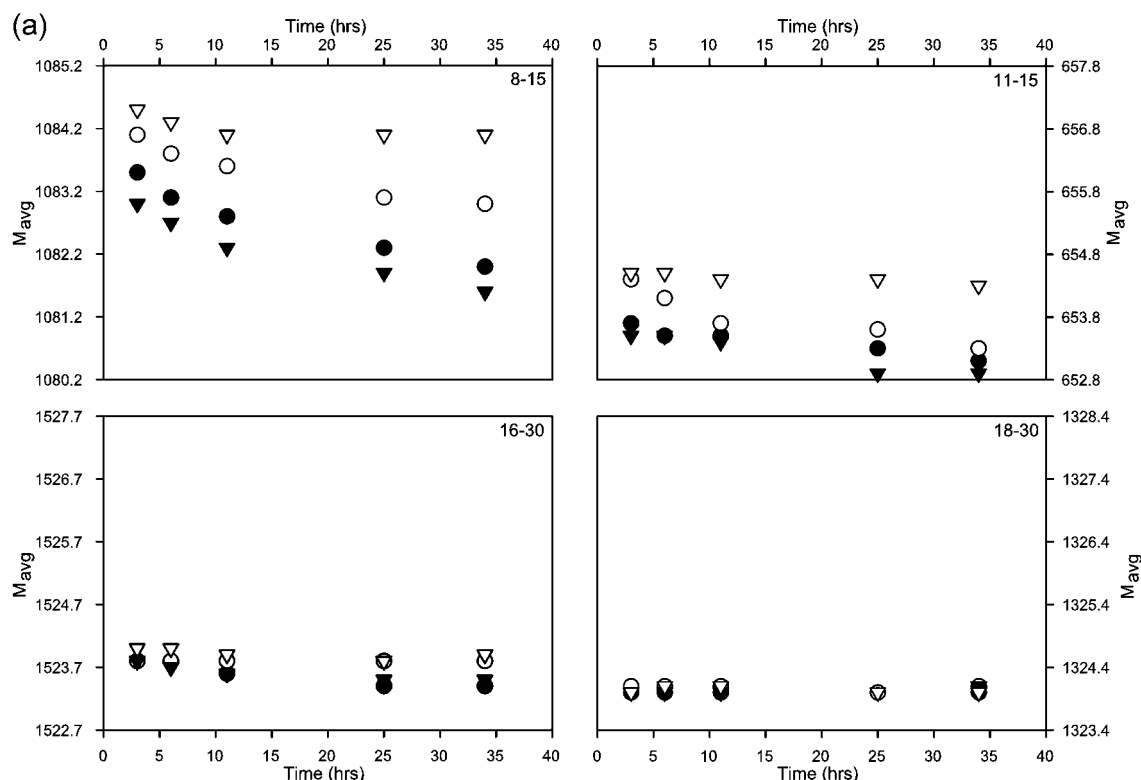 (a)
Time (hrs) Time (hrs)
0 5 10 15 20 25 30 35 40 0 5 10 15 20 25 30 35 40
1085.2 8-15 11-15 657.8
1084.2 656.8
1083.2 655.8
Mavg Mavg
1082.2 654.8
1081.2 653.8
1080.2 652.8
1527.7 16-30 18-30 1328.4
1526.7 1327.4
1525.7 1326.4
Mavg Mavg
1524.7 1325.4
1523.7 1324.4
1522.7 1323.4
0 5 10 15 20 25 30 35 40 0 5 10 15 20 25 30 35 40
Time (hrs) Time (hrs)